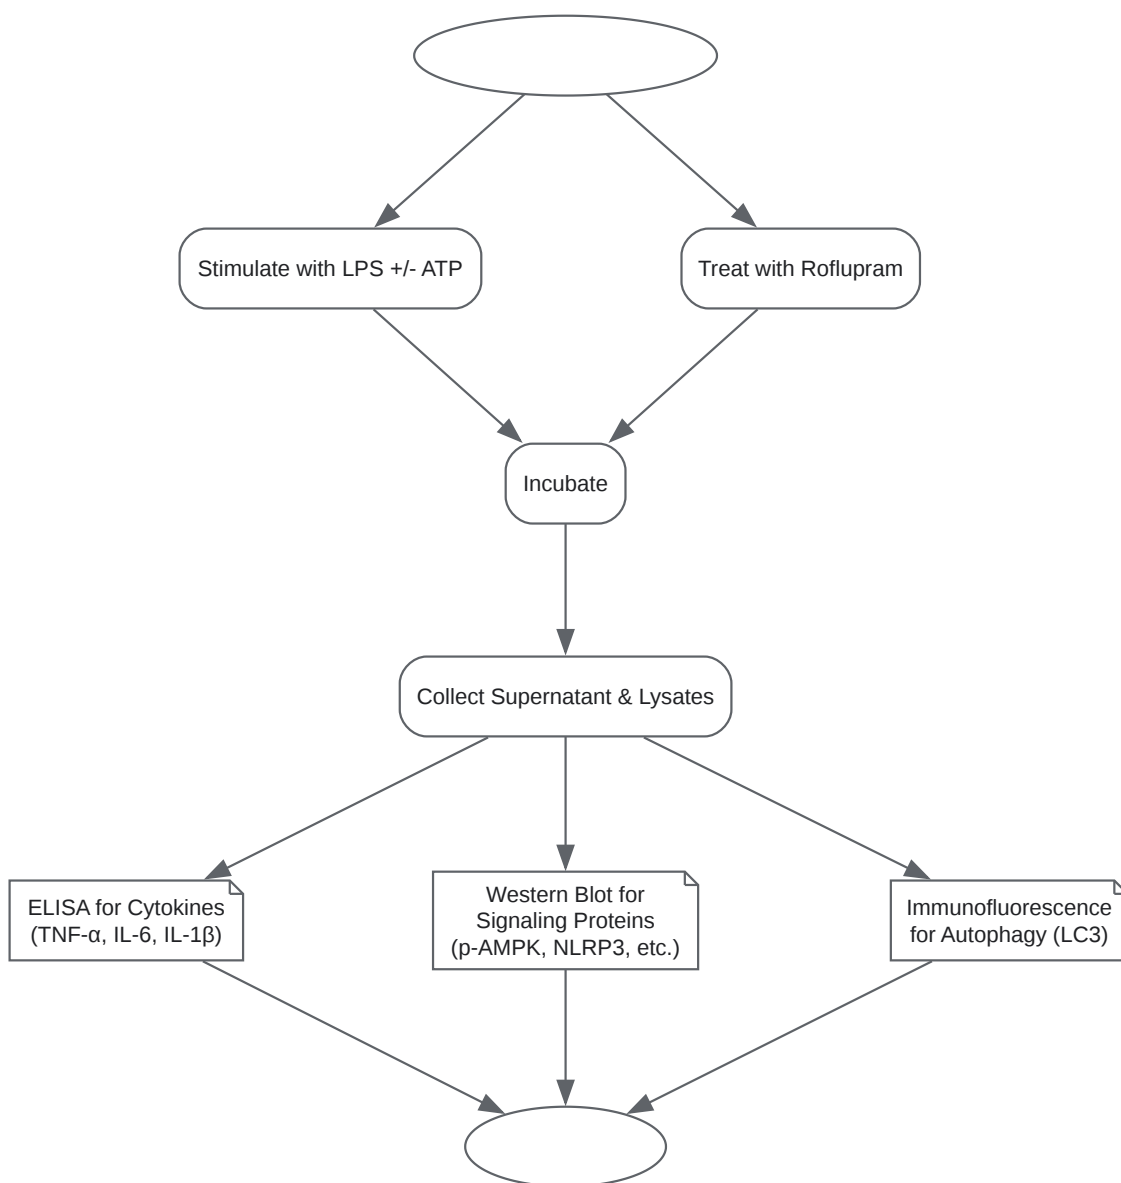 Stimulate with LPS +/- ATP
Treat with Roflupram
Incubate
Collect Supernatant & Lysates
ELISA for Cytokines
(TNF-α, IL-6, IL-1β)
Western Blot for
Signaling Proteins
(p-AMPK, NLRP3, etc.)
Immunofluorescence
for Autophagy (LC3)